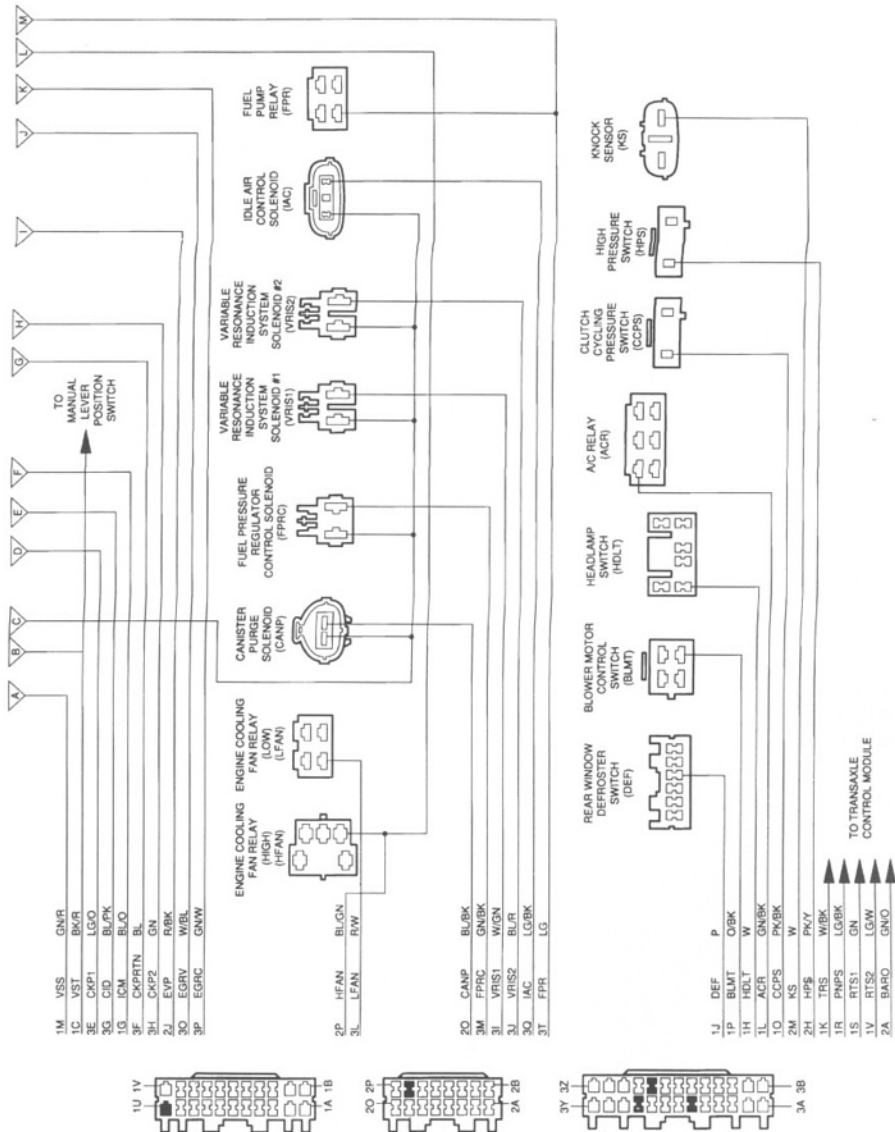 A
B
C
D
E
F
G
H
I
J
K
L
M
TO
MANUAL
LEVER
POSITION
SWITCH
1M VSS GN/R
1C VST BK/R
3E CKP1 LG/O
3G CID BL/PK
1G ICM BL/O
3F CKPRTN BL
3H CKP2 GN
2J EVP R/BK
3O EGRV W/BL
3P EGRC GN/W
1U 1V
1A 1B
ENGINE COOLING
FAN RELAY
(HIGH)
(HFAN)
ENGINE COOLING
FAN RELAY
(LOW)
(LFAN)
CANISTER
PURGE
SOLENOID
(CANP)
FUEL PRESSURE
REGULATOR
CONTROL SOLENOID
(FPRC)
VARIABLE
RESONANCE
INDUCTION
SYSTEM
SOLENOID #1
(VRIS1)
VARIABLE
RESONANCE
INDUCTION
SYSTEM
SOLENOID #2
(VRIS2)
IDLE AIR
CONTROL
SOLENOID
(IAC)
FUEL
PUMP
RELAY
(FPR)
2P HFAN BL/GN
3L LFAN R/W
2O CANP BL/BK
3M FPRC GN/BK
3I VRIS1 W/GN
3J VRIS2 BL/R
3Q IAC LG/BK
3T FPR LG
2O 2P
2A 2B
REAR WINDOW
DEFROSTER
SWITCH
(DEF)
BLOWER MOTOR
CONTROL
SWITCH
(BLMT)
HEADLAMP
SWITCH
(HDLT)
A/C RELAY
(ACR)
CLUTCH
CYCLING
PRESSURE
SWITCH
(CCPS)
HIGH
PRESSURE
SWITCH
(HPS)
KNOCK
SENSOR
(KS)
1J DEF P
1P BLMT O/BK
1H HDLT W
1L ACR GN/BK
1O CCPS PK/BK
2M KS W
2H HPS PK/Y
1K TRS W/BK
1R PNPS LG/BK
1S RTS1 GN
1V RTS2 LG/W
2A BARO GN/O
TO TRANSAXLE
CONTROL MODULE
3Y 3Z
3A 3B